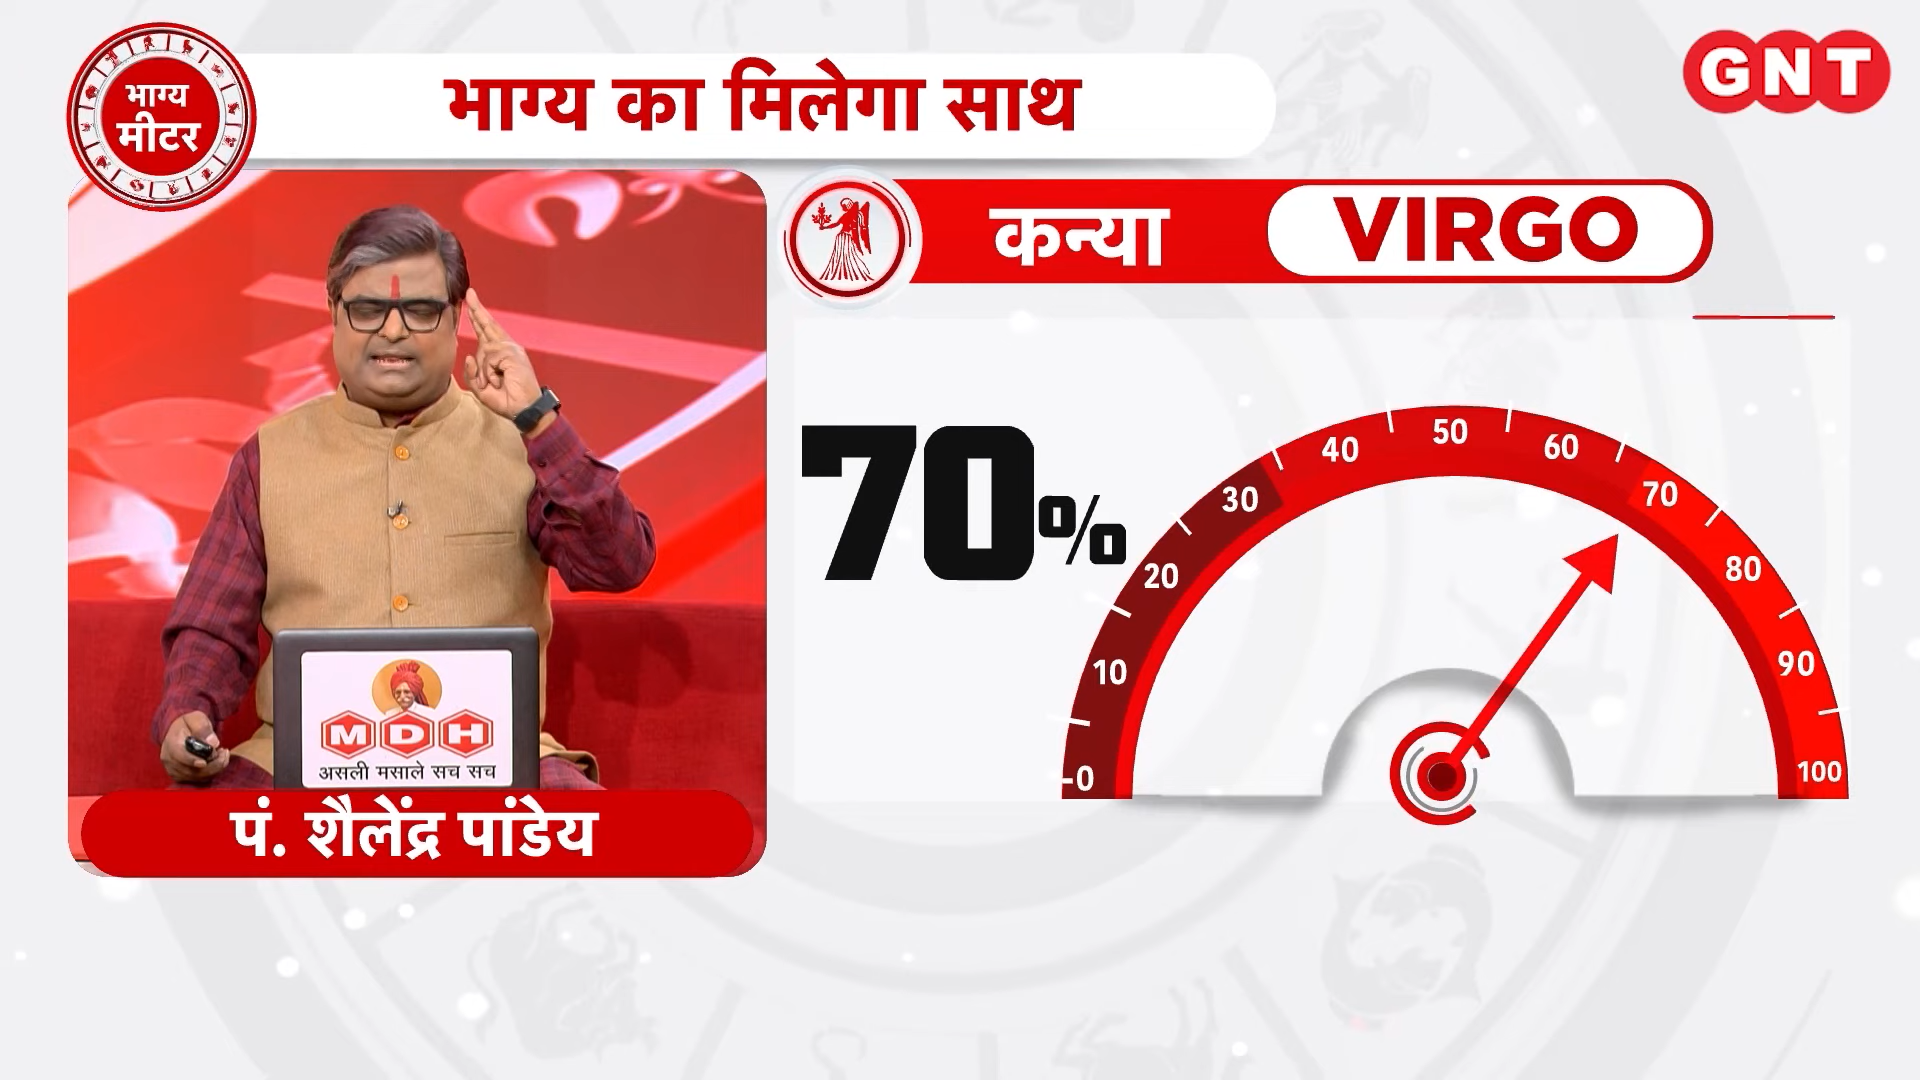 भाग्य
मीटर
भाग्य का मिलेगा साथ
GNT
कन्या VIRGO
70%
0
10
20
30
40
50
60
70
80
90
100
MDH
असली मसाले सच सच
पं. शैलेंद्र पांडेय